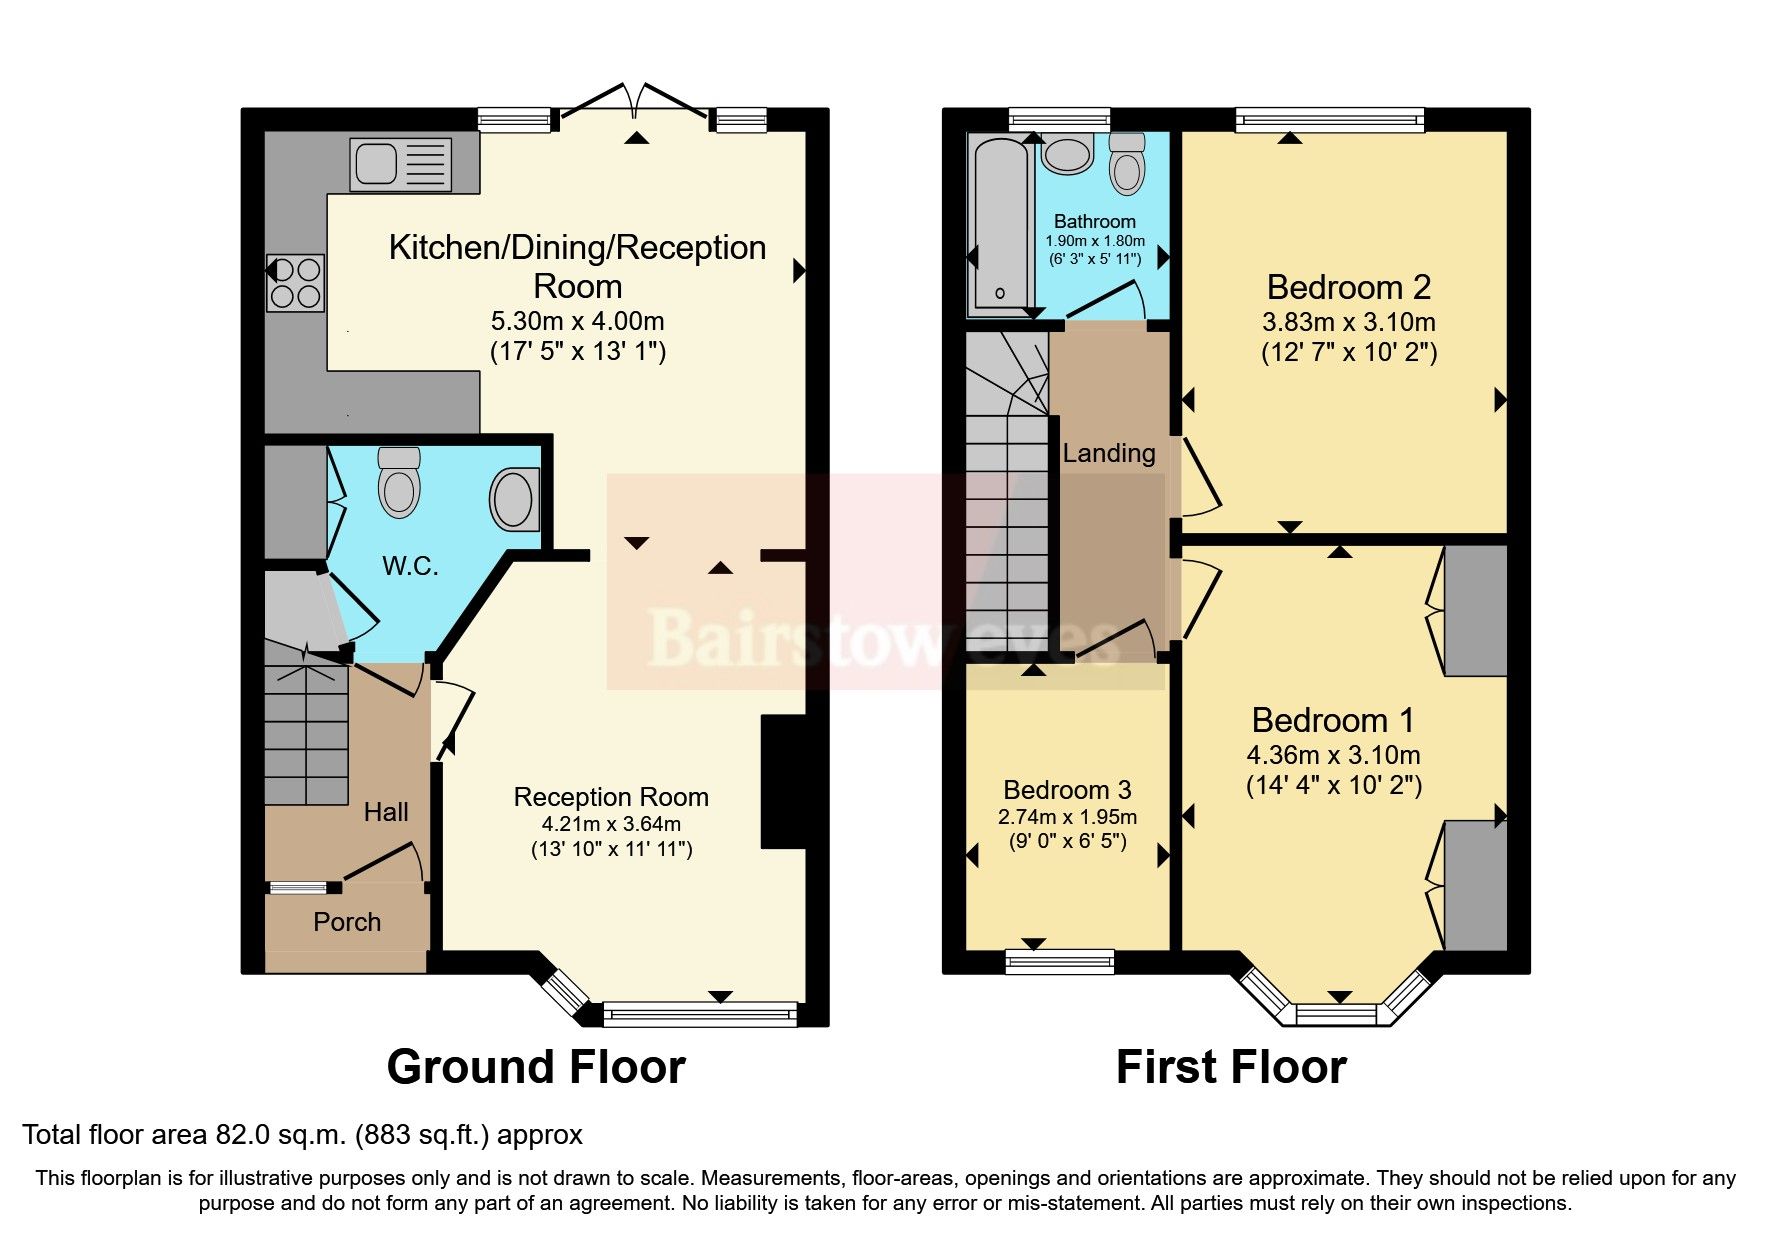 Kitchen/Dining/Reception
Room
5.30m x 4.00m
(17' 5" x 13' 1")
W.C.
Reception Room
4.21m x 3.64m
(13' 10" x 11' 11")
Hall
Porch
Ground Floor
Bathroom
1.90m x 1.80m
(6' 3" x 5' 11")
Bedroom 2
3.83m x 3.10m
(12' 7" x 10' 2")
Landing
Bedroom 1
4.36m x 3.10m
(14' 4" x 10' 2")
Bedroom 3
2.74m x 1.95m
(9' 0" x 6' 5")
First Floor
Bairstow eves
Total floor area 82.0 sq.m. (883 sq.ft.) approx
This floorplan is for illustrative purposes only and is not drawn to scale. Measurements, floor-areas, openings and orientations are approximate. They should not be relied upon for any
purpose and do not form any part of an agreement. No liability is taken for any error or mis-statement. All parties must rely on their own inspections.